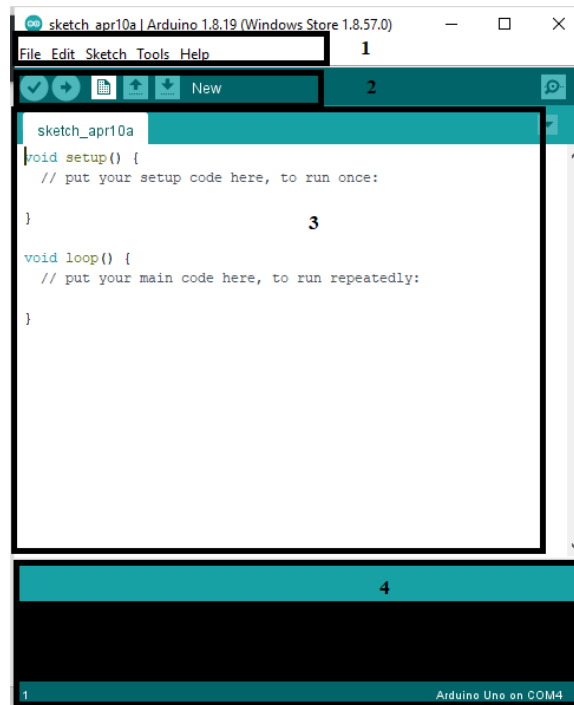 sketch_apr10a | Arduino 1.8.19 (Windows Store 1.8.57.0)
File Edit Sketch Tools Help 1
New 2
sketch_apr10a
void setup() {
// put your setup code here, to run once:
}
3
void loop() {
// put your main code here, to run repeatedly:
}
4
1 Arduino Uno on COM4